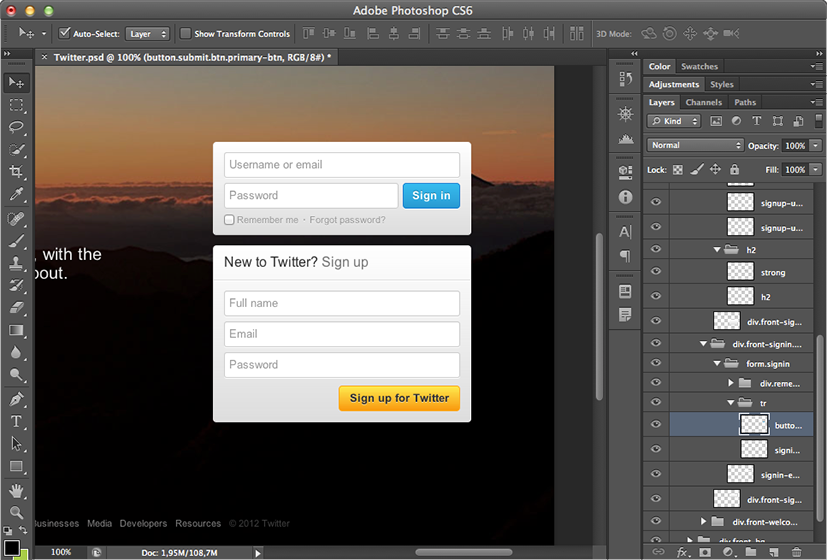 Adobe Photoshop CS6
Auto-Select: Layer Show Transform Controls 3D Mode:
× Twitter.psd @ 100% (button.submit.btn.primary-btn, RGB/8#) *
Username or email
Password Sign in
Remember me · Forgot password?
, with the
bout.
New to Twitter? Sign up
Full name
Email
Password
Sign up for Twitter
Businesses Media Developers Resources © 2012 Twitter
100% Doc: 1,95M/108,7M
Color Swatches
Adjustments Styles
Layers Channels Paths
Kind
Normal Opacity: 100%
Lock: Fill: 100%
signup-u...
signup-u...
h2
strong
h2
div.front-sig...
div.front-signin....
form.signin
div.reme...
tr
butto...
signi...
signin-e...
div.front-sig...
div.front-welco...
div.front-bg
fx